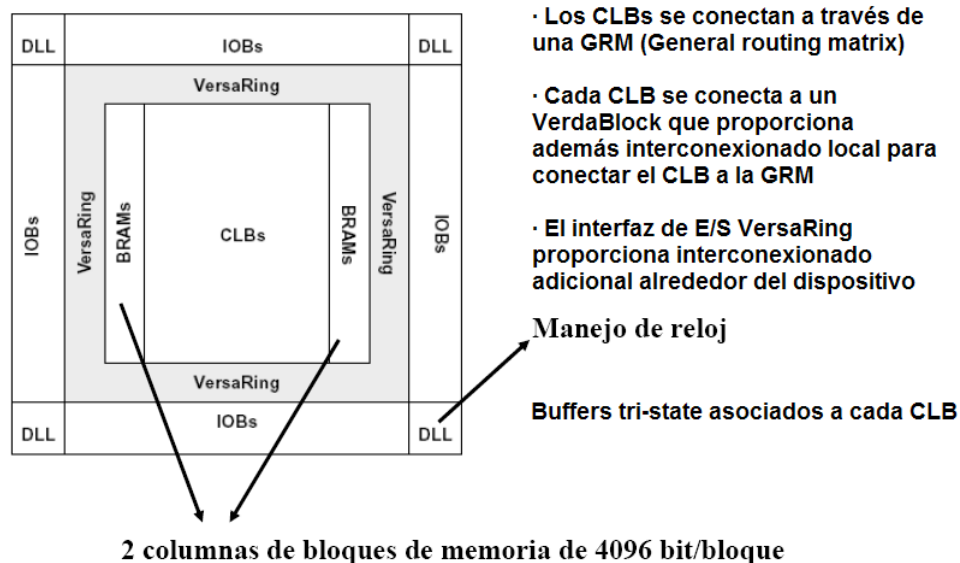 DLL
IOBs
DLL
VersaRing
IOBs
VersaRing
BRAMs
CLBs
BRAMs
VersaRing
IOBs
VersaRing
DLL
IOBs
DLL
· Los CLBs se conectan a través de
una GRM (General routing matrix)
· Cada CLB se conecta a un
VerdaBlock que proporciona
además interconexionado local para
conectar el CLB a la GRM
· El interfaz de E/S VersaRing
proporciona interconexionado
adicional alrededor del dispositivo
Manejo de reloj
Buffers tri-state asociados a cada CLB
2 columnas de bloques de memoria de 4096 bit/bloque